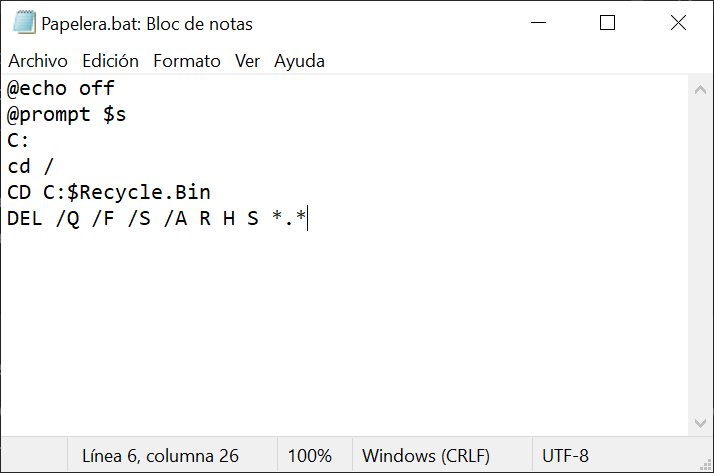 Papelera.bat: Bloc de notas
Archivo Edición Formato Ver Ayuda
@echo off
@prompt $s
C:
cd /
CD C:$Recycle.Bin
DEL /Q /F /S /A R H S *.*
Línea 6, columna 26 100% Windows (CRLF) UTF-8